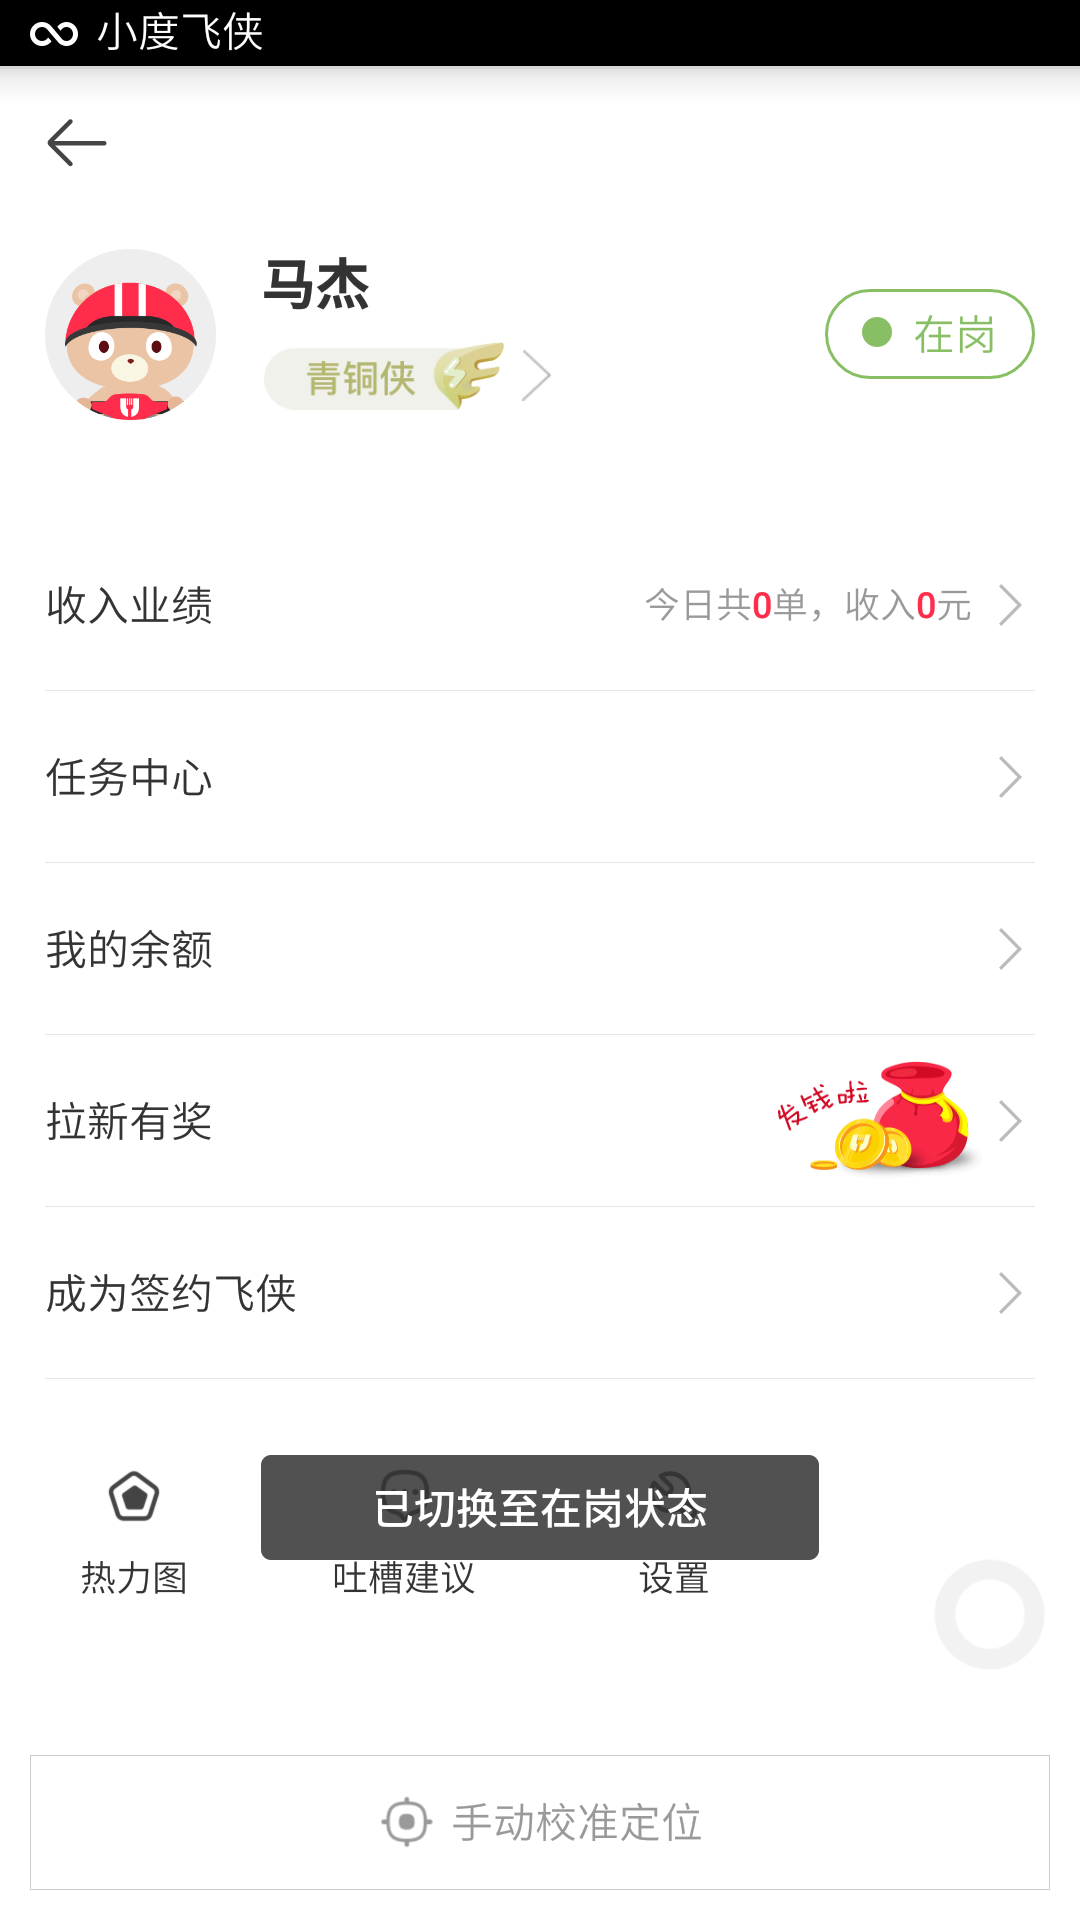 小度飞侠
马杰
青铜侠
在岗
收入业绩
今日共0单，收入0元
任务中心
我的余额
拉新有奖
发钱啦
成为签约飞侠
已切换至在岗状态
热力图
吐槽建议
设置
手动校准定位